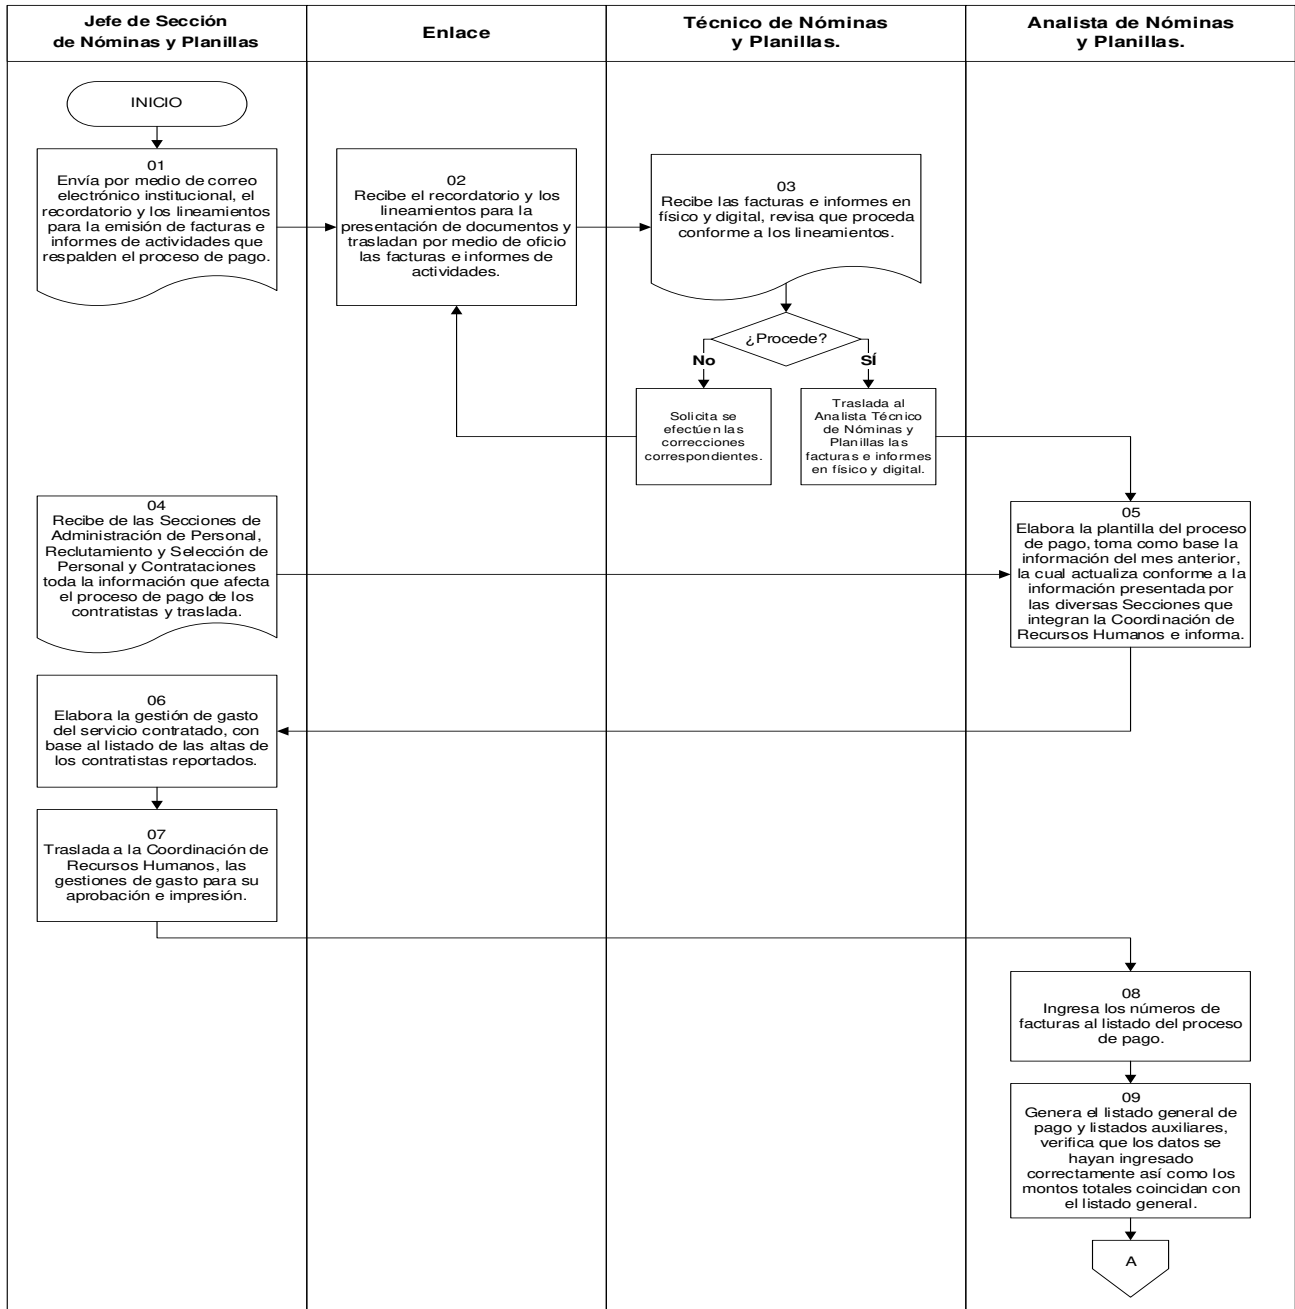 Jefe de Sección
de Nóminas y Planillas
Enlace
Técnico de Nóminas
y Planillas.
Analista de Nóminas
y Planillas.
INICIO
01
Envía por medio de correo
electrónico institucional, el
recordatorio y los lineamientos
para la emisión de facturas e
informes de actividades que
respalden el proceso de pago.
02
Recibe el recordatorio y los
lineamientos para la
presentación de documentos y
trasladan por medio de oficio
las facturas e informes de
actividades.
03
Recibe las facturas e informes en
físico y digital, revisa que proceda
conforme a los lineamientos.
¿Procede?
No
SÍ
Solicita se
efectúen las
correcciones
correspondientes.
Traslada al
Analista Técnico
de Nóminas y
Planillas las
facturas e informes
en físico y digital.
04
Recibe de las Secciones de
Administración de Personal,
Reclutamiento y Selección de
Personal y Contrataciones
toda la información que afecta
el proceso de pago de los
contratistas y traslada.
05
Elabora la plantilla del proceso
de pago, toma como base la
información del mes anterior,
la cual actualiza conforme a la
información presentada por
las diversas Secciones que
integran la Coordinación de
Recursos Humanos e informa.
06
Elabora la gestión de gasto
del servicio contratado, con
base al listado de las altas de
los contratistas reportados.
07
Traslada a la Coordinación de
Recursos Humanos, las
gestiones de gasto para su
aprobación e impresión.
08
Ingresa los números de
facturas al listado del proceso
de pago.
09
Genera el listado general de
pago y listados auxiliares,
verifica que los datos se
hayan ingresado
correctamente así como los
montos totales coincidan con
el listado general.
A